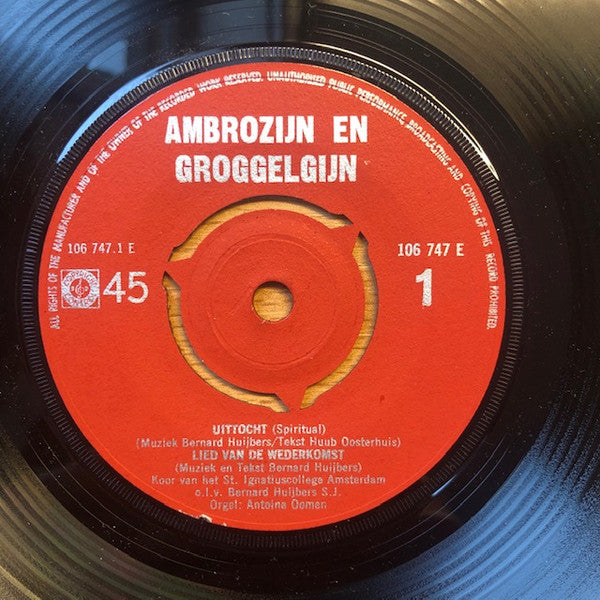 ALL RIGHTS OF THE MANUFACTURER AND OF THE OWNER OF THE RECORDED WORK RESERVED. UNAUTHORISED PUBLIC PERFORMANCE, BROADCASTING AND COPYING OF THIS RECORD PROHIBITED.
AMBROZIJN EN
GROGGELGIJN
106 747.1 E
106 747 E
45
1
UITTOCHT (Spiritual)
(Muziek Bernard Huijbers/Tekst Huub Oosterhuis)
LIED VAN DE WEDERKOMST
(Muziek en Tekst Bernard Huijbers)
Koor van het St. Ignatiuscollege Amsterdam
o.l.v. Bernard Huijbers S.J.
Orgel: Antoine Oomen